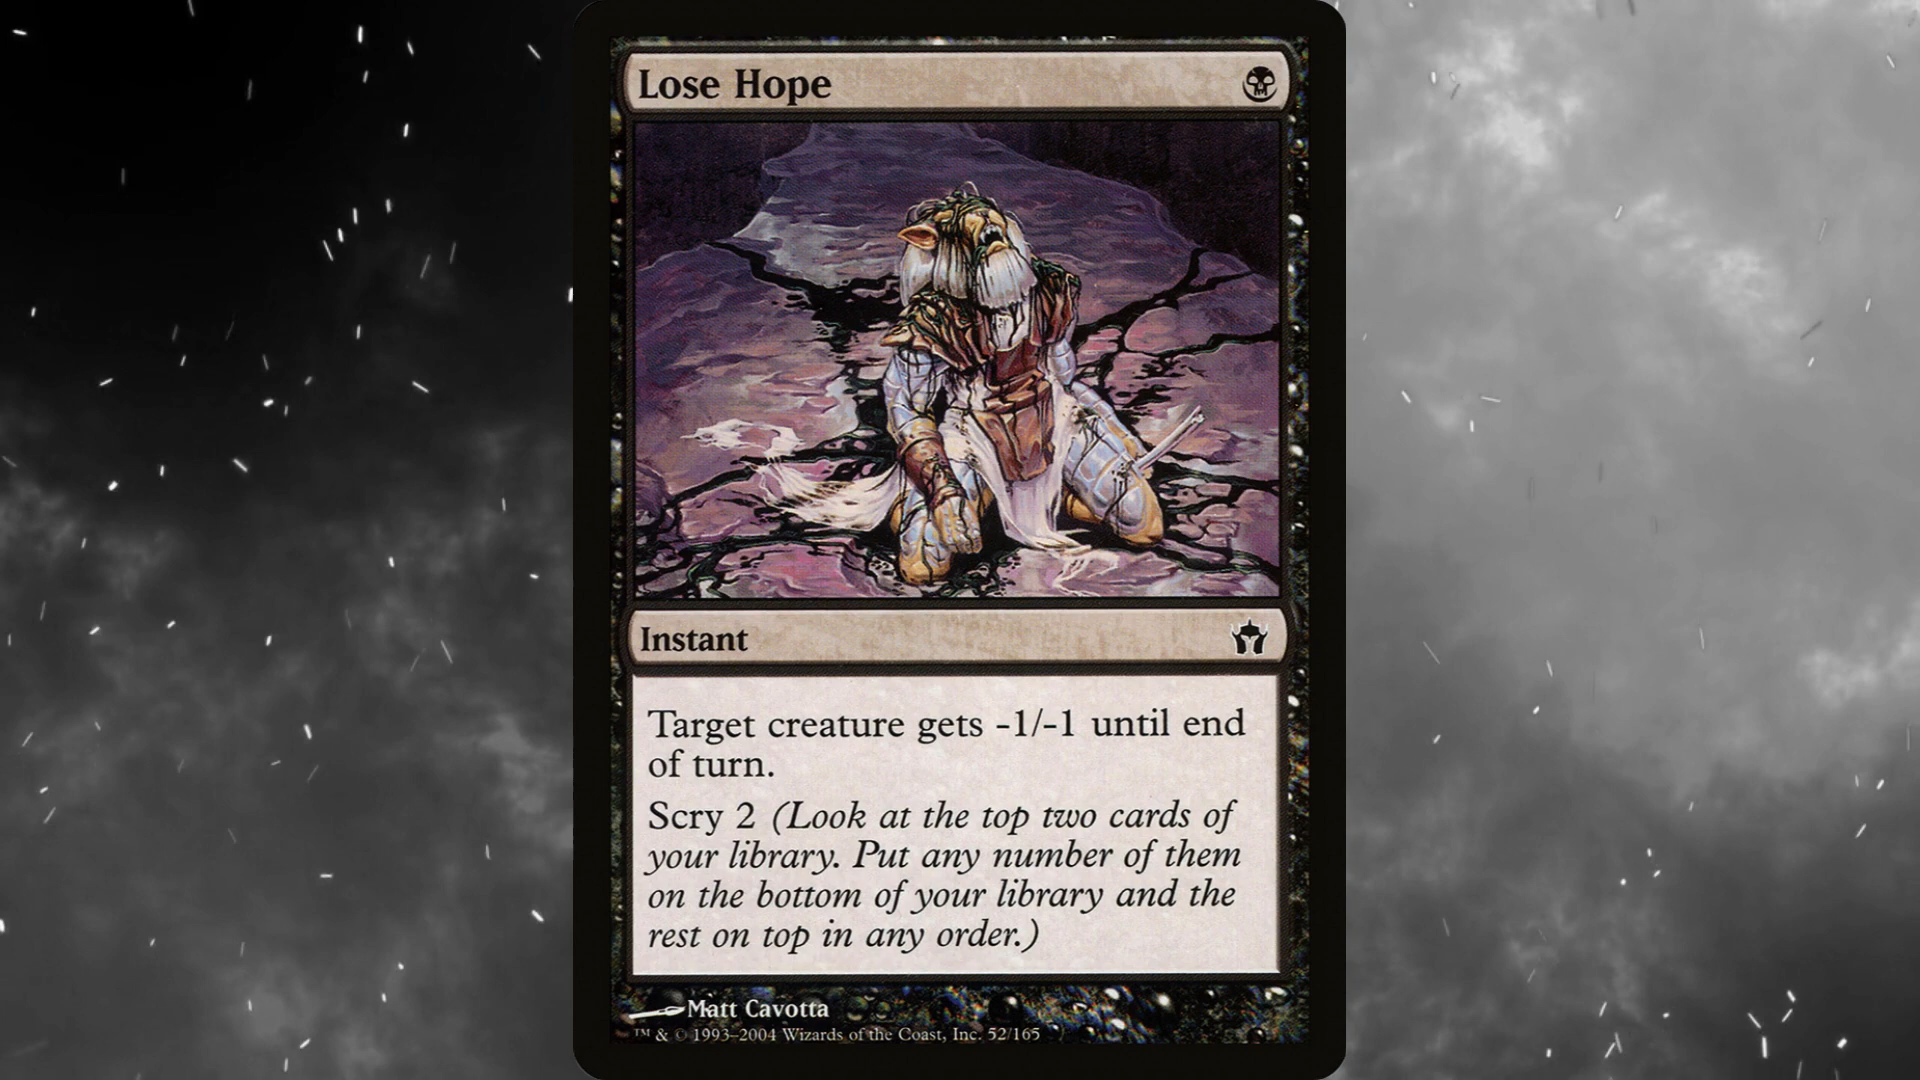 Lose Hope
Instant
Target creature gets -1/-1 until end
of turn.
Scry 2 (Look at the top two cards of
your library. Put any number of them
on the bottom of your library and the
rest on top in any order.)
Matt Cavotta
™ & © 1993–2004 Wizards of the Coast, Inc. 52/165